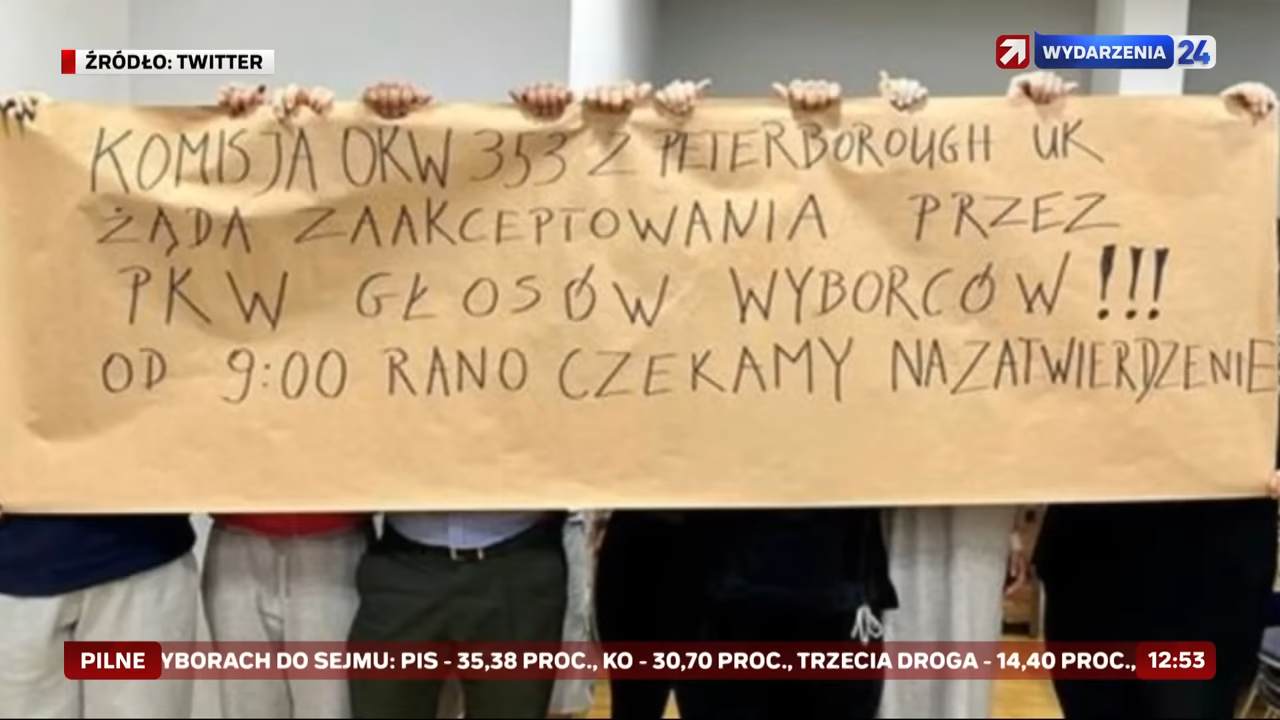 ŹRÓDŁO: TWITTER
WYDARZENIA 24
KOMISJA OKW 353 Z PETERBOROUGH UK
ŻĄDA ZAAKCEPTOWANIA PRZEZ
PKW GŁOSÓW WYBORCÓW!!!
OD 9:00 RANO CZEKAMY NA ZATWIERDZENIE
PILNE YBORACH DO SEJMU: PIS - 35,38 PROC., KO - 30,70 PROC., TRZECIA DROGA - 14,40 PROC., 12:53